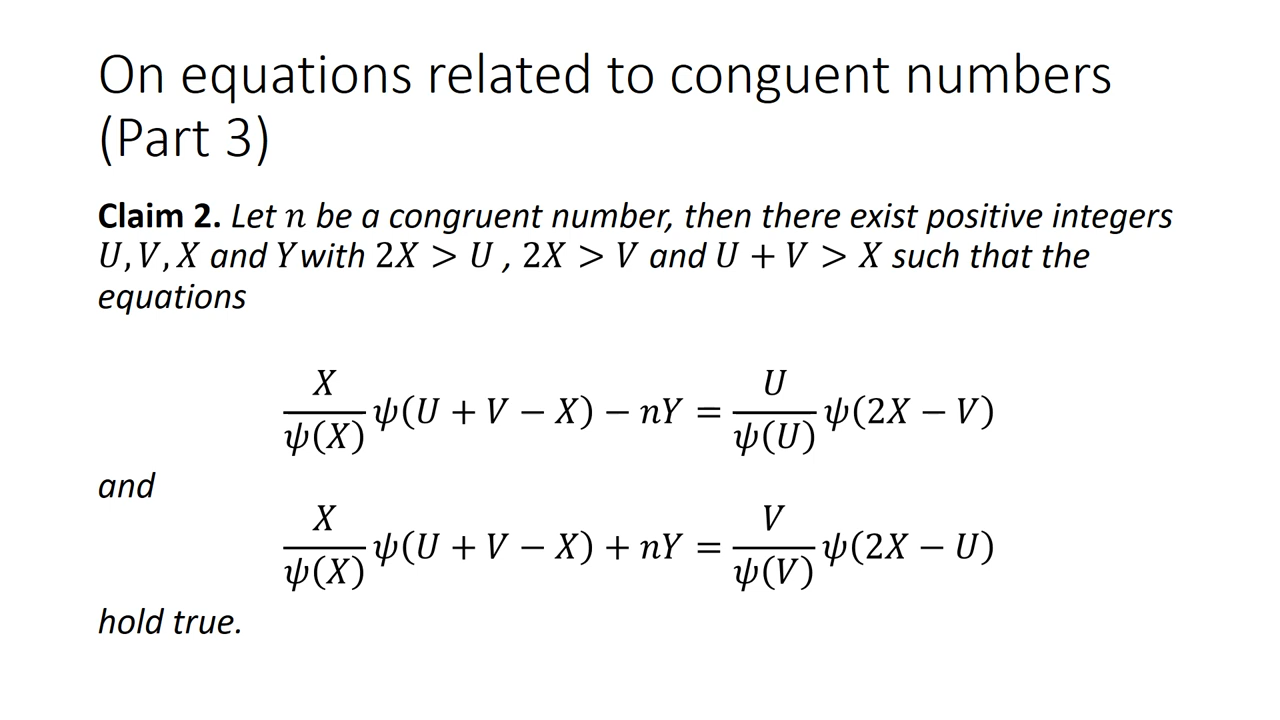 On equations related to conguent numbers
(Part 3)
Claim 2. Let n be a congruent number, then there exist positive integers
U, V, X and Y with 2X > U , 2X > V and U + V > X such that the
equations
X/ψ(X) ψ(U + V − X) − nY = U/ψ(U) ψ(2X − V)
and
X/ψ(X) ψ(U + V − X) + nY = V/ψ(V) ψ(2X − U)
hold true.